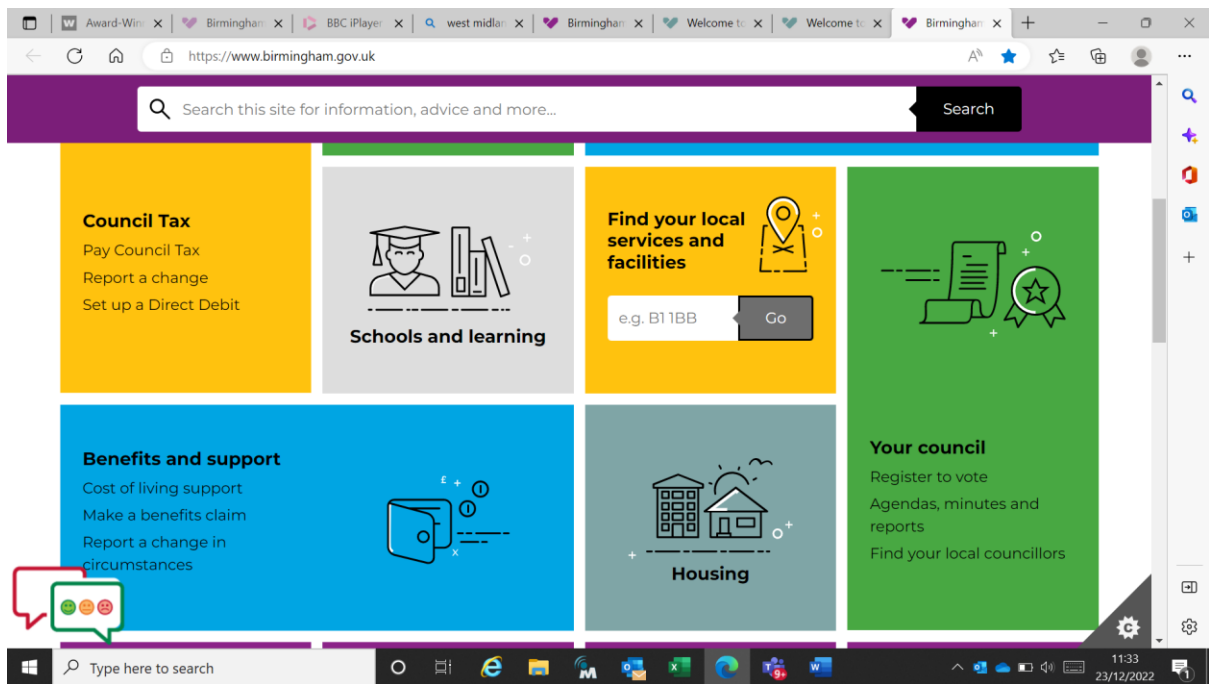 Award-Win
Birmingham
BBC iPlayer
west midlan
Birmingham
Welcome to
Welcome to
Birmingham
https://www.birmingham.gov.uk
Search this site for information, advice and more...
Search
Council Tax
Pay Council Tax
Report a change
Set up a Direct Debit
Schools and learning
Find your local
services and
facilities
e.g. B1 1BB
Go
Benefits and support
Cost of living support
Make a benefits claim
Report a change in
circumstances
Housing
Your council
Register to vote
Agendas, minutes and
reports
Find your local councillors
Type here to search
9+
11:33
23/12/2022
1